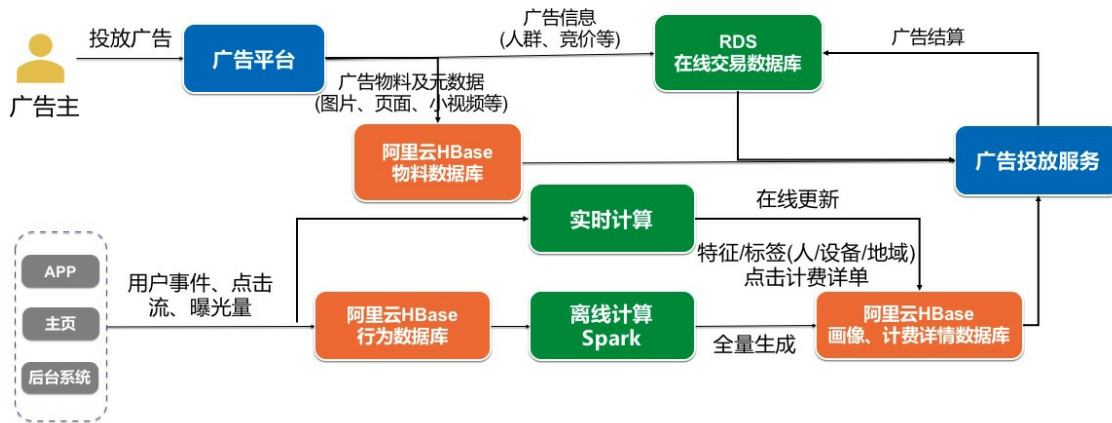 广告主
投放广告
广告平台
广告信息
(人群、竞价等)
RDS
在线交易数据库
广告结算
广告物料及元数据
(图片、页面、小视频等)
阿里云HBase
物料数据库
广告投放服务
实时计算
在线更新
特征/标签(人/设备/地域)
点击计费详单
APP
主页
后台系统
用户事件、点击
流、曝光量
阿里云HBase
行为数据库
离线计算
Spark
全量生成
阿里云HBase
画像、计费详情数据库